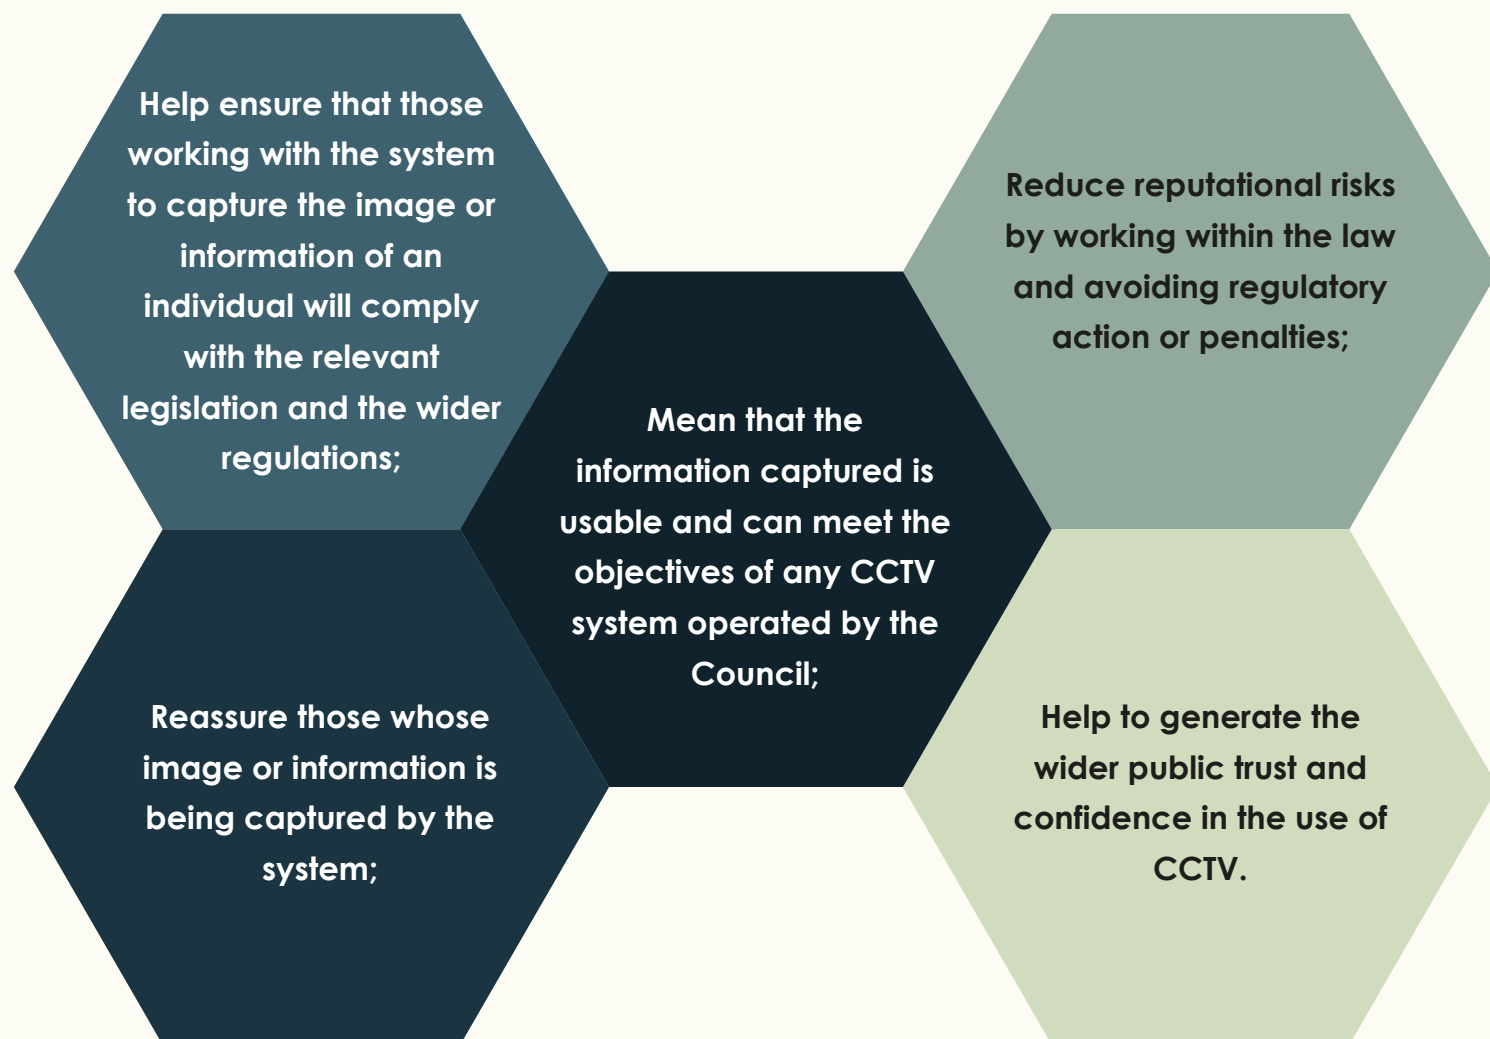 Help ensure that those
working with the system
to capture the image or
information of an
individual will comply
with the relevant
legislation and the wider
regulations;
Mean that the
information captured is
usable and can meet the
objectives of any CCTV
system operated by the
Council;
Reduce reputational risks
by working within the law
and avoiding regulatory
action or penalties;
Reassure those whose
image or information is
being captured by the
system;
Help to generate the
wider public trust and
confidence in the use of
CCTV.